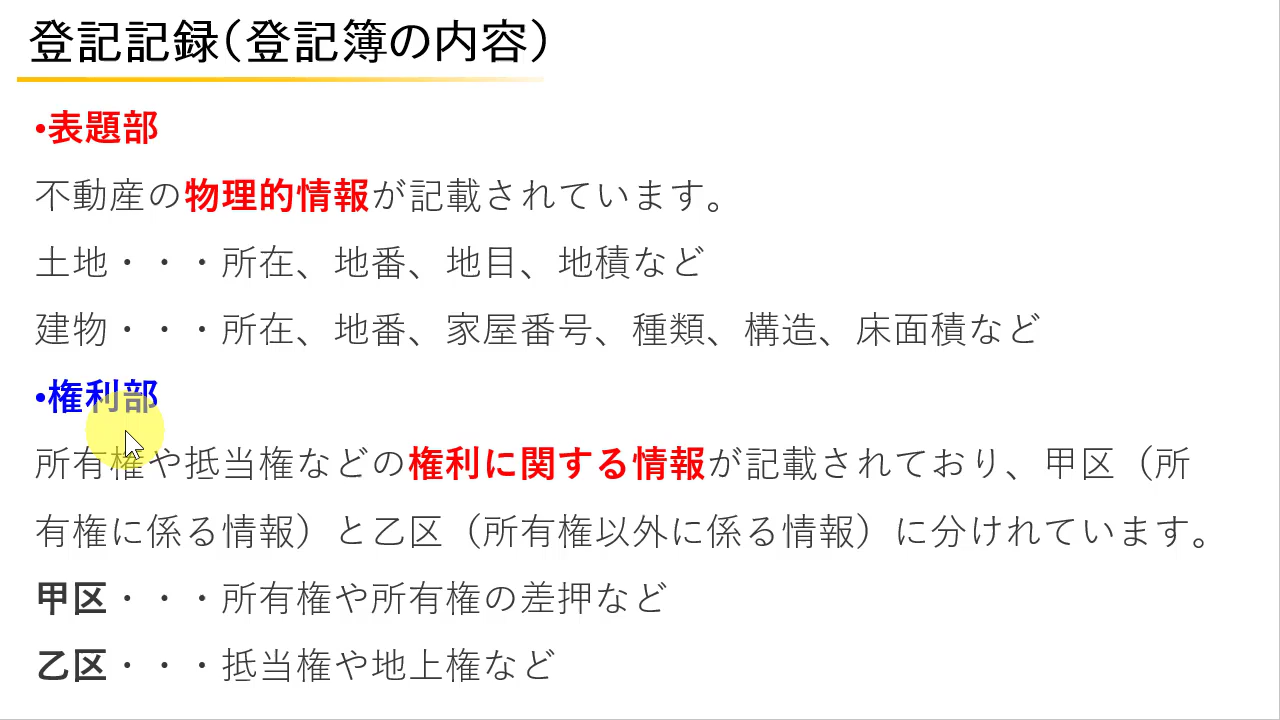 登記記録（登記簿の内容）
•表題部
不動産の物理的情報が記載されています。
土地・・・所在、地番、地目、地積など
建物・・・所在、地番、家屋番号、種類、構造、床面積など
•権利部
所有権や抵当権などの権利に関する情報が記載されており、甲区（所
有権に係る情報）と乙区（所有権以外に係る情報）に分けれています。
甲区・・・所有権や所有権の差押など
乙区・・・抵当権や地上権など